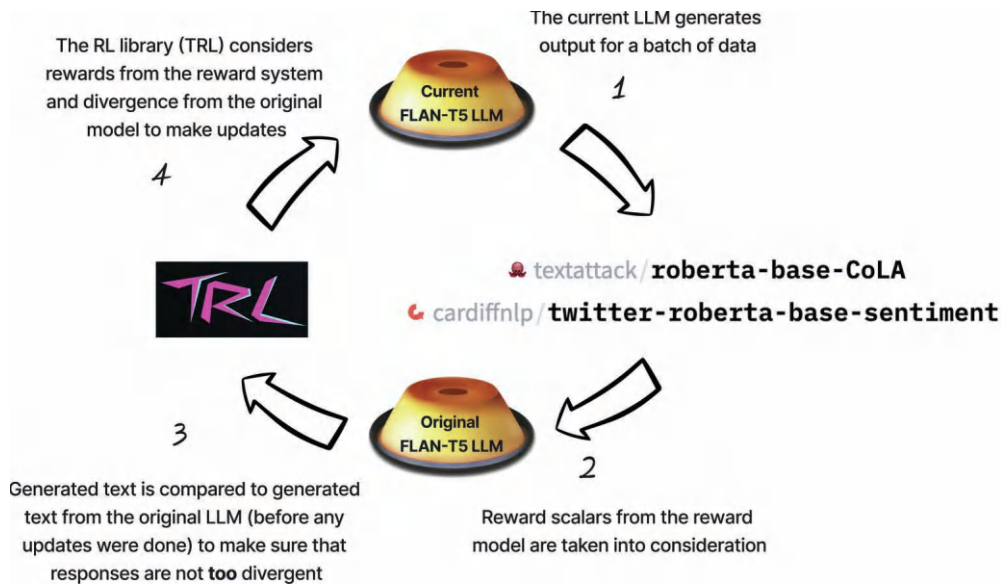 The current LLM generates
output for a batch of data
1
The RL library (TRL) considers
rewards from the reward system
and divergence from the original
model to make updates
4
Current
FLAN-T5 LLM
textattack/roberta-base-CoLA
cardiffnlp/twitter-roberta-base-sentiment
TRL
Original
FLAN-T5 LLM
2
Reward scalars from the reward
model are taken into consideration
3
Generated text is compared to generated
text from the original LLM (before any
updates were done) to make sure that
responses are not too divergent